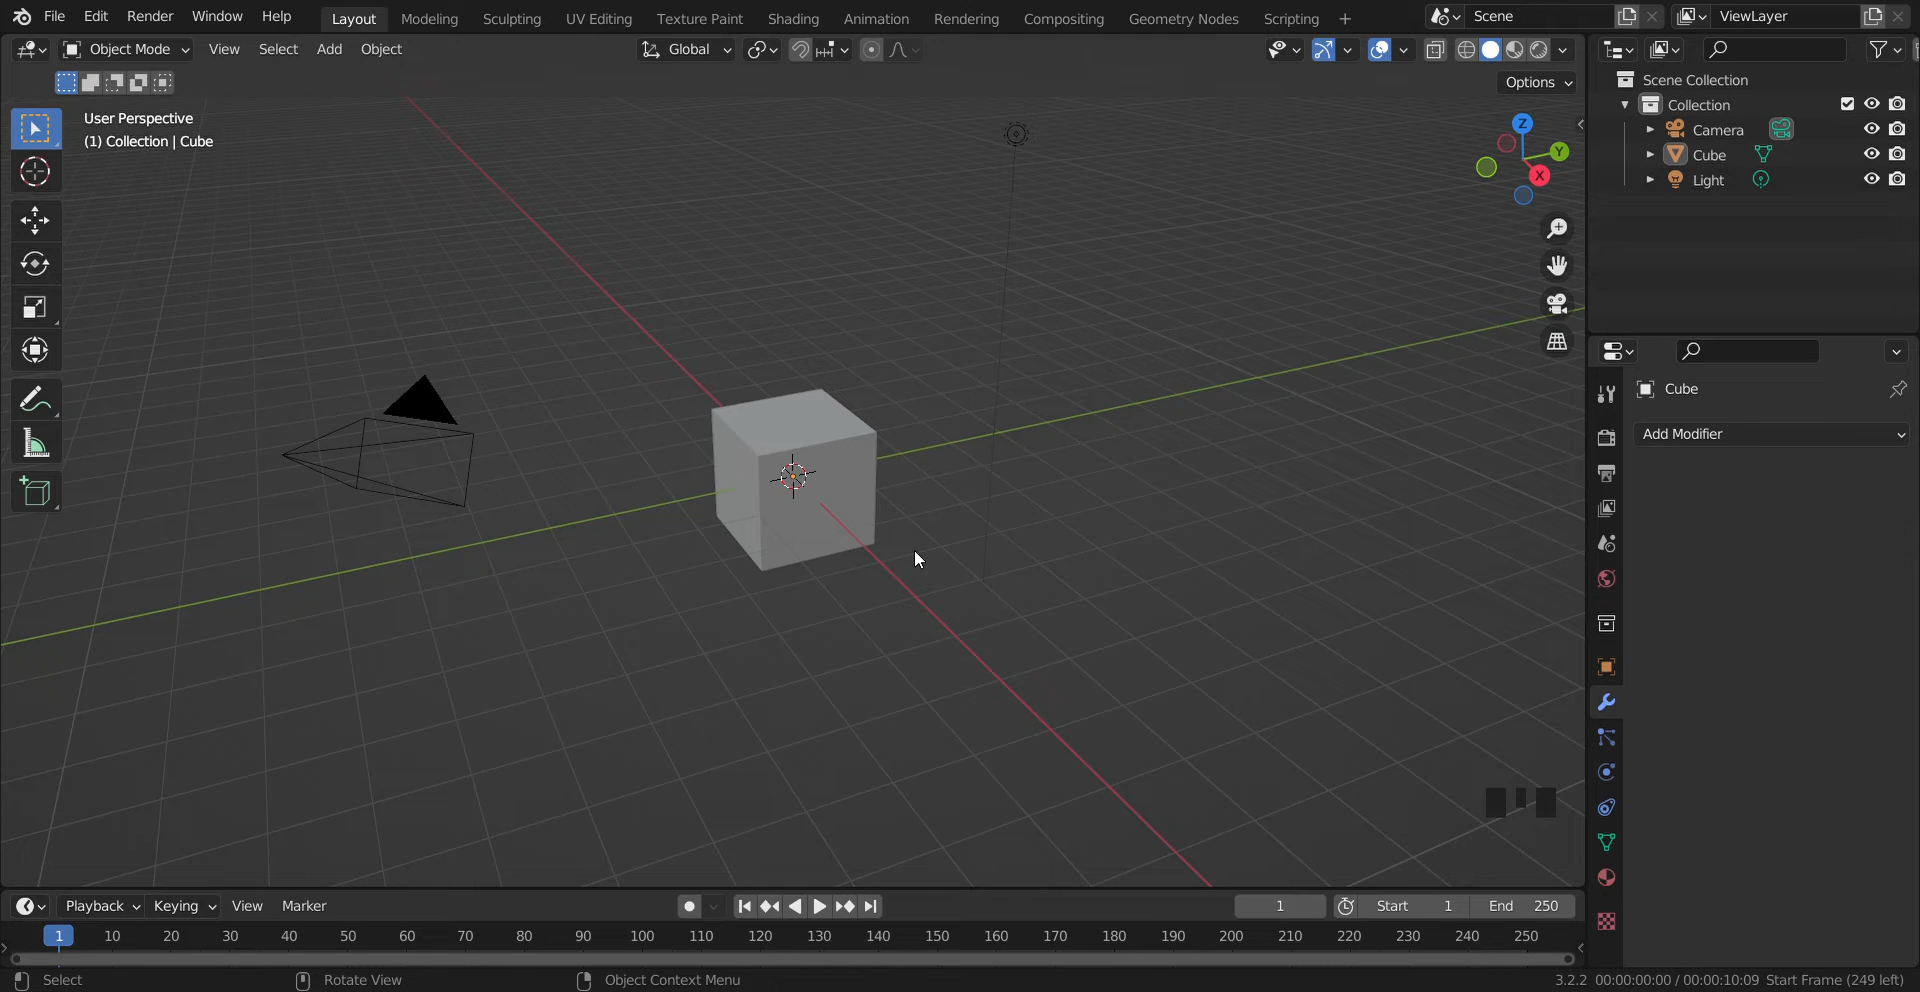 File Edit Render Window Help Layout Modeling Sculpting UV Editing Texture Paint Shading Animation Rendering Compositing Geometry Nodes Scripting + Scene ViewLayer
Object Mode View Select Add Object Global
Options
User Perspective
(1) Collection | Cube
Z
Y
X
Scene Collection
Collection
Camera
Cube
Light
Cube
Add Modifier
Playback Keying View Marker 1 Start 1 End 250
1 10 20 30 40 50 60 70 80 90 100 110 120 130 140 150 160 170 180 190 200 210 220 230 240 250
Select Rotate View Object Context Menu 3.2.2 00:00:00:00 / 00:00:10:09 Start Frame (249 left)